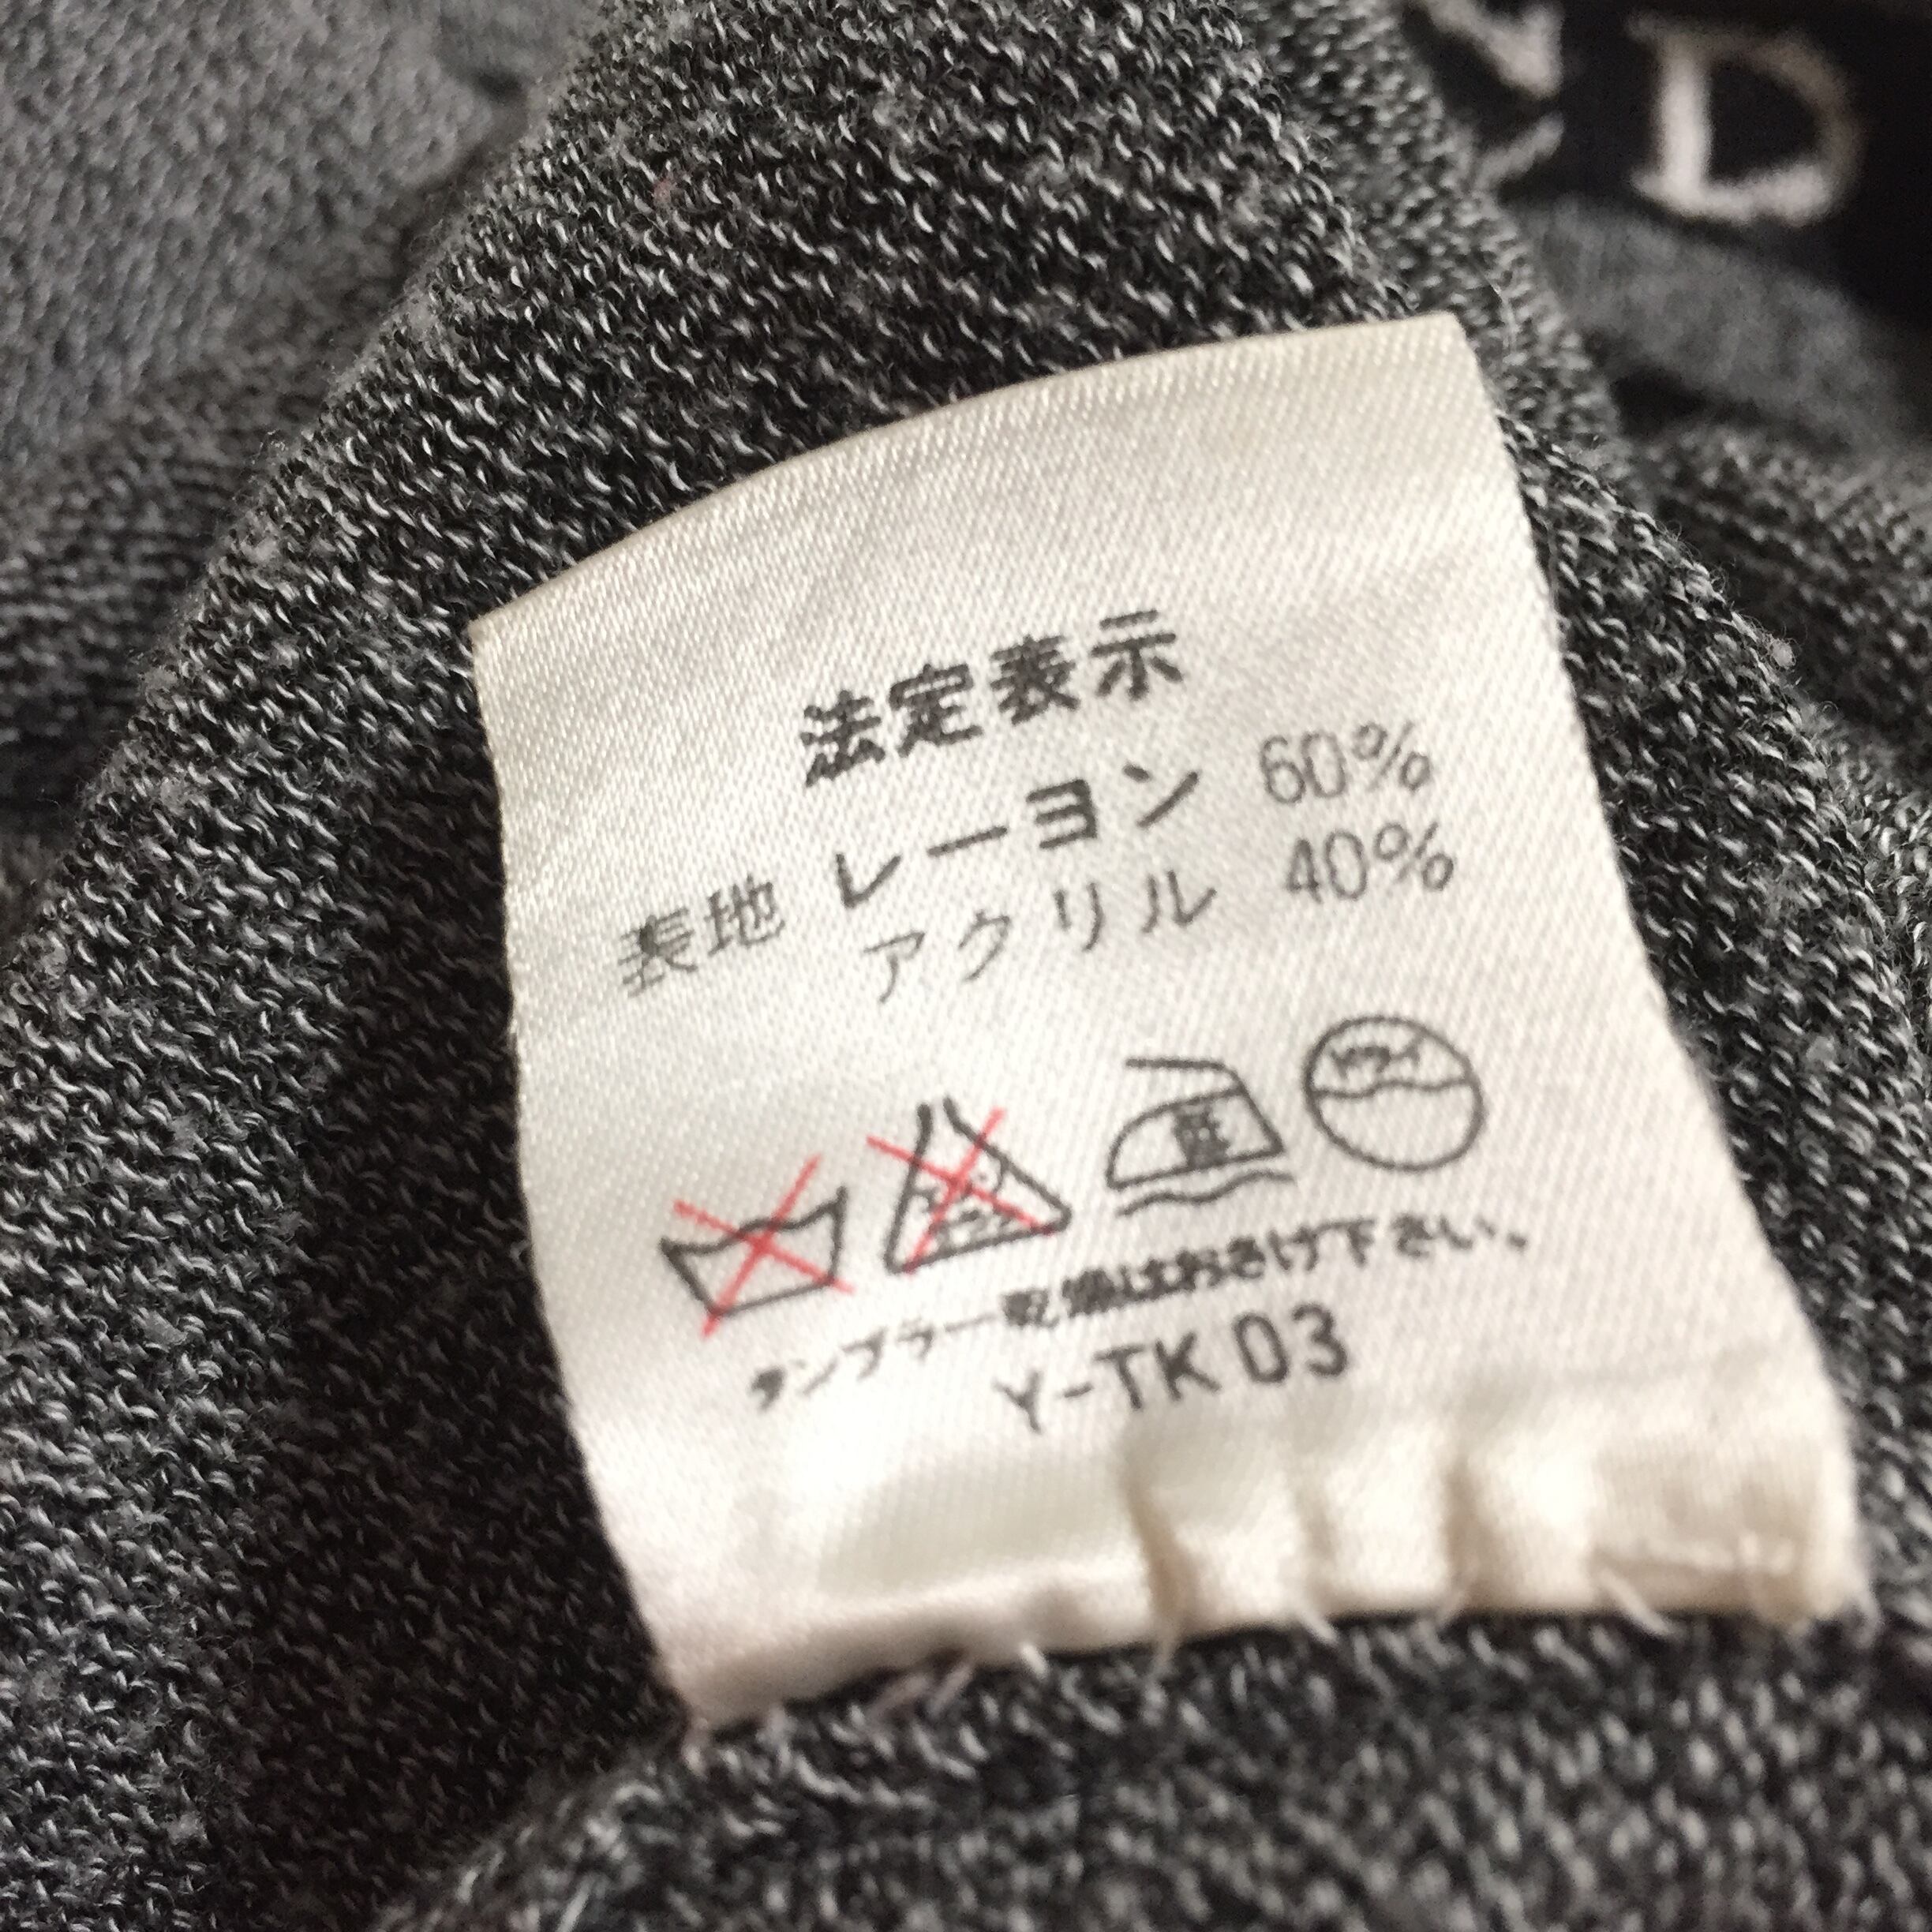 D
法定表示
表地 レーヨン 60%
アクリル 40%
ドライ
タンブラー乾燥はおさけ下さい。
Y-TK 03